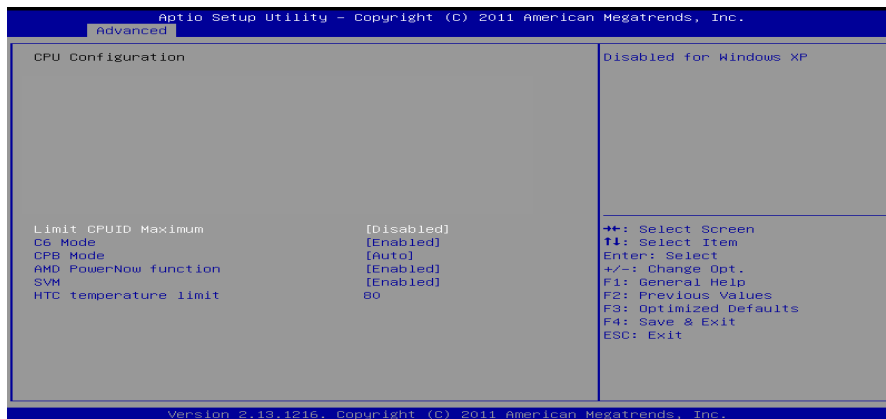 Aptio Setup Utility – Copyright (C) 2011 American Megatrends, Inc.
Advanced
CPU Configuration
Limit CPUID Maximum [Disabled]
C6 Mode [Enabled]
CPB Mode [Auto]
AMD PowerNow function [Enabled]
SVM [Enabled]
HTC temperature limit 80
Disabled for Windows XP
→←: Select Screen
↑↓: Select Item
Enter: Select
+/-: Change Opt.
F1: General Help
F2: Previous Values
F3: Optimized Defaults
F4: Save & Exit
ESC: Exit
Version 2.13.1216. Copyright (C) 2011 American Megatrends, Inc.